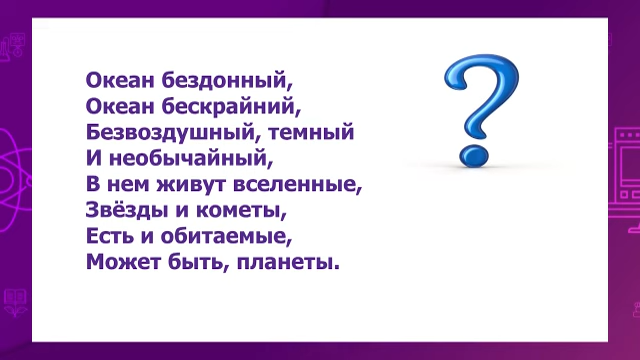 Океан бездонный,
Океан бескрайний,
Безвоздушный, темный
И необычайный,
В нем живут вселенные,
Звёзды и кометы,
Есть и обитаемые,
Может быть, планеты.
?